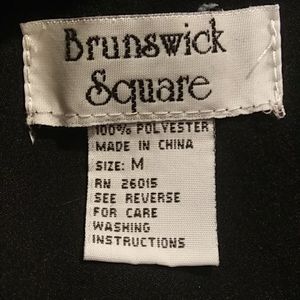 Brunswick
Square
100% POLYESTER
MADE IN CHINA
SIZE: M
RN 26015
SEE REVERSE
FOR CARE
WASHING
INSTRUCTIONS